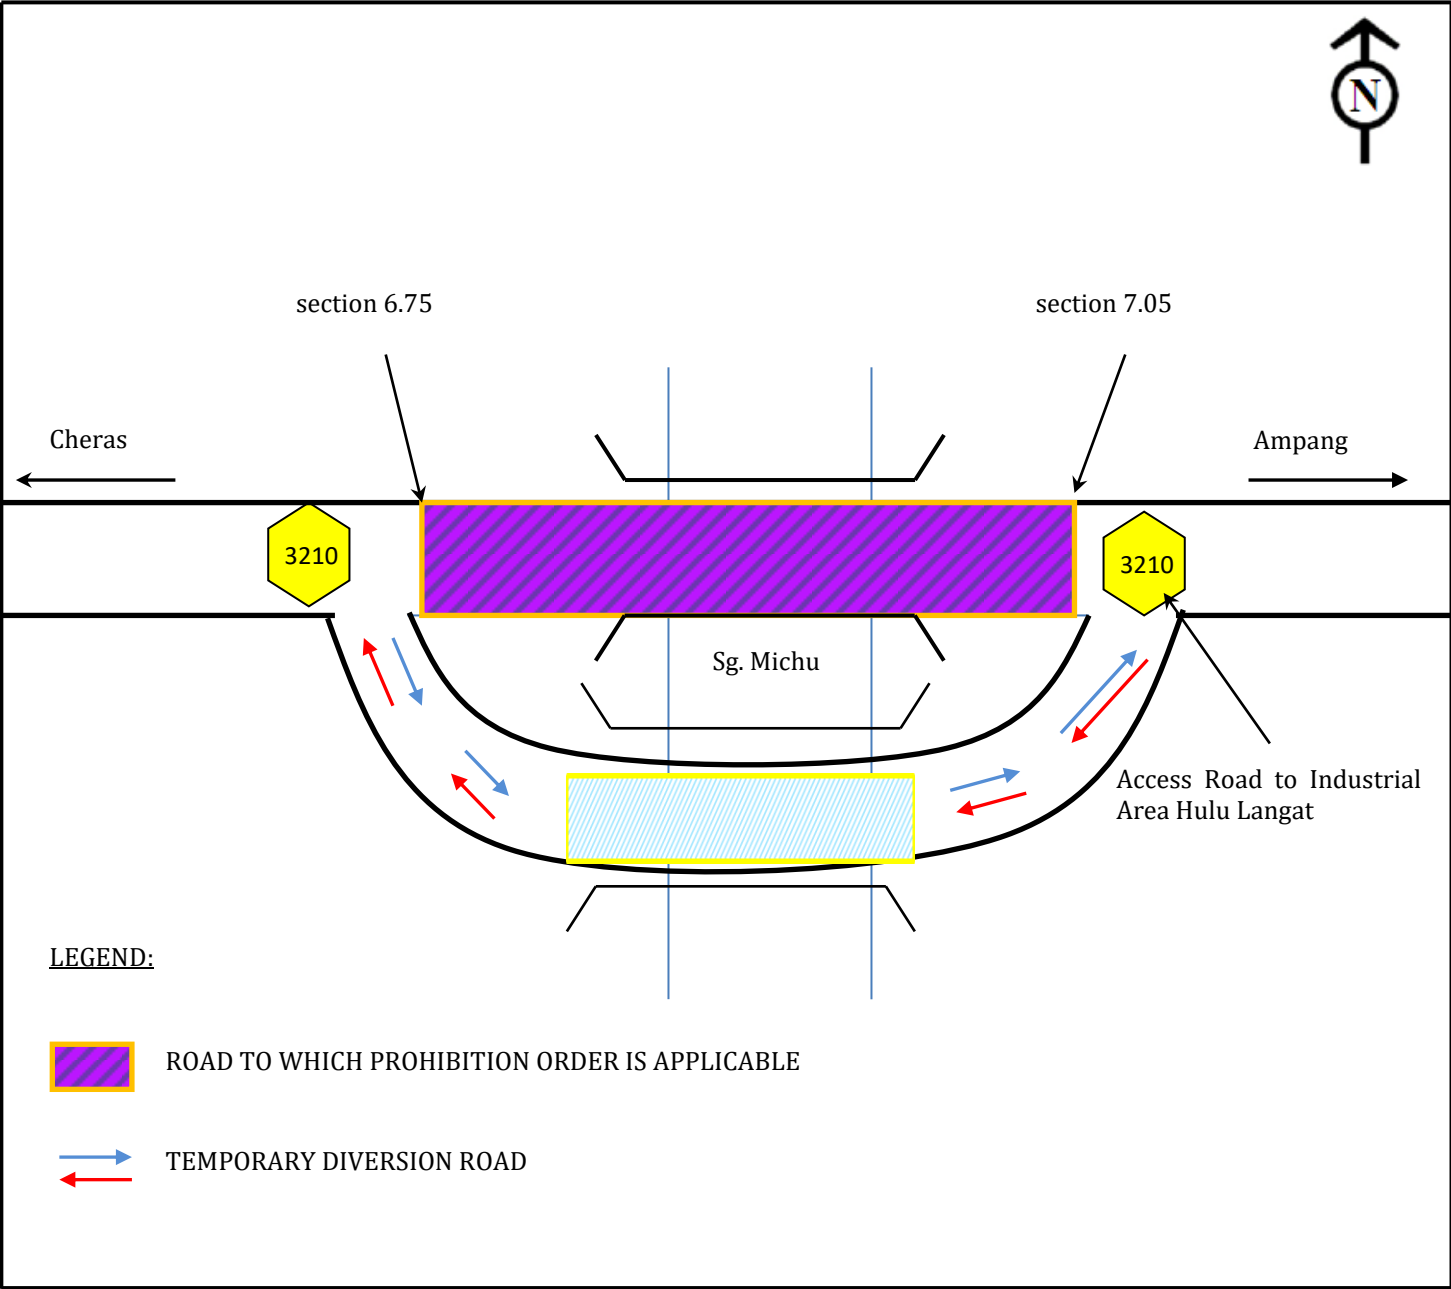 N
section 6.75
section 7.05
Cheras
Ampang
3210
3210
Sg. Michu
Access Road to Industrial
Area Hulu Langat
LEGEND:
ROAD TO WHICH PROHIBITION ORDER IS APPLICABLE
TEMPORARY DIVERSION ROAD